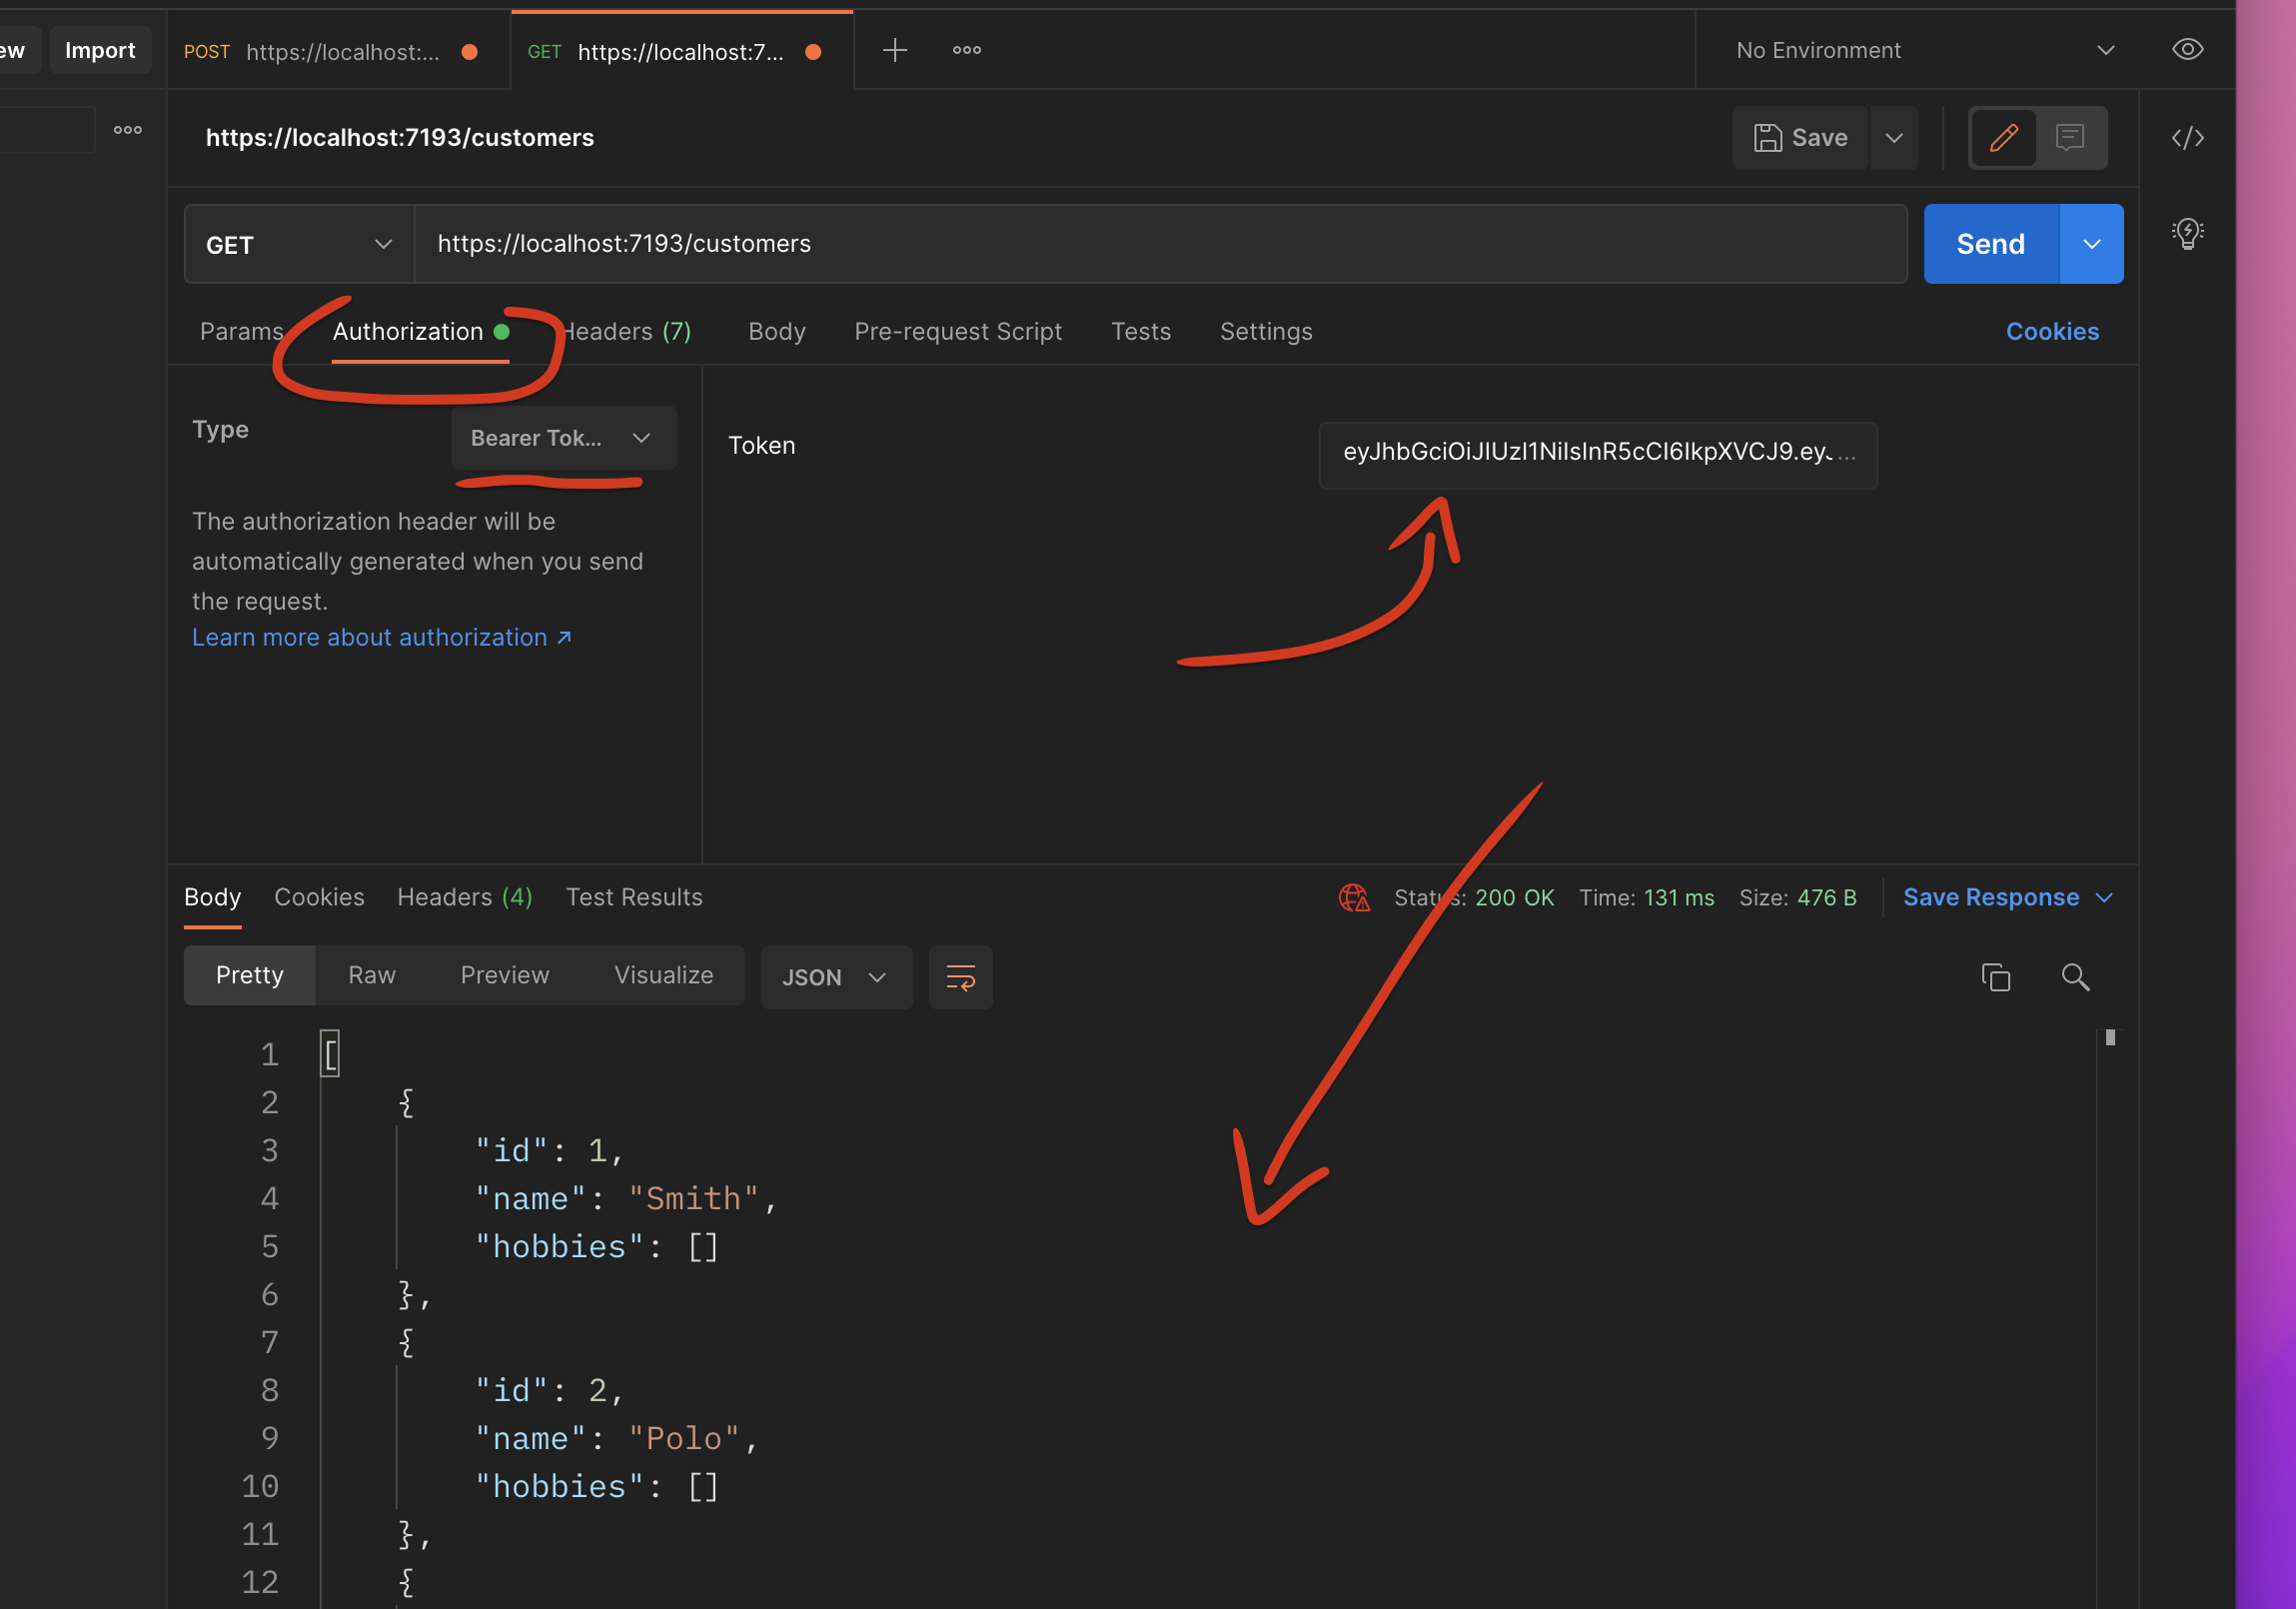 ew Import POST https://localhost:... GET https://localhost:7... No Environment
https://localhost:7193/customers Save
GET https://localhost:7193/customers Send
Params Authorization Headers (7) Body Pre-request Script Tests Settings Cookies
Type Bearer Tok... Token eyJhbGciOiJIUzI1NiIsInR5cCI6IkpXVCJ9.eyJ...
The authorization header will be
automatically generated when you send
the request.
Learn more about authorization ↗
Body Cookies Headers (4) Test Results Status: 200 OK Time: 131 ms Size: 476 B Save Response
Pretty Raw Preview Visualize JSON
1 [
2 {
3 "id": 1,
4 "name": "Smith",
5 "hobbies": []
6 },
7 {
8 "id": 2,
9 "name": "Polo",
10 "hobbies": []
11 },
12 {